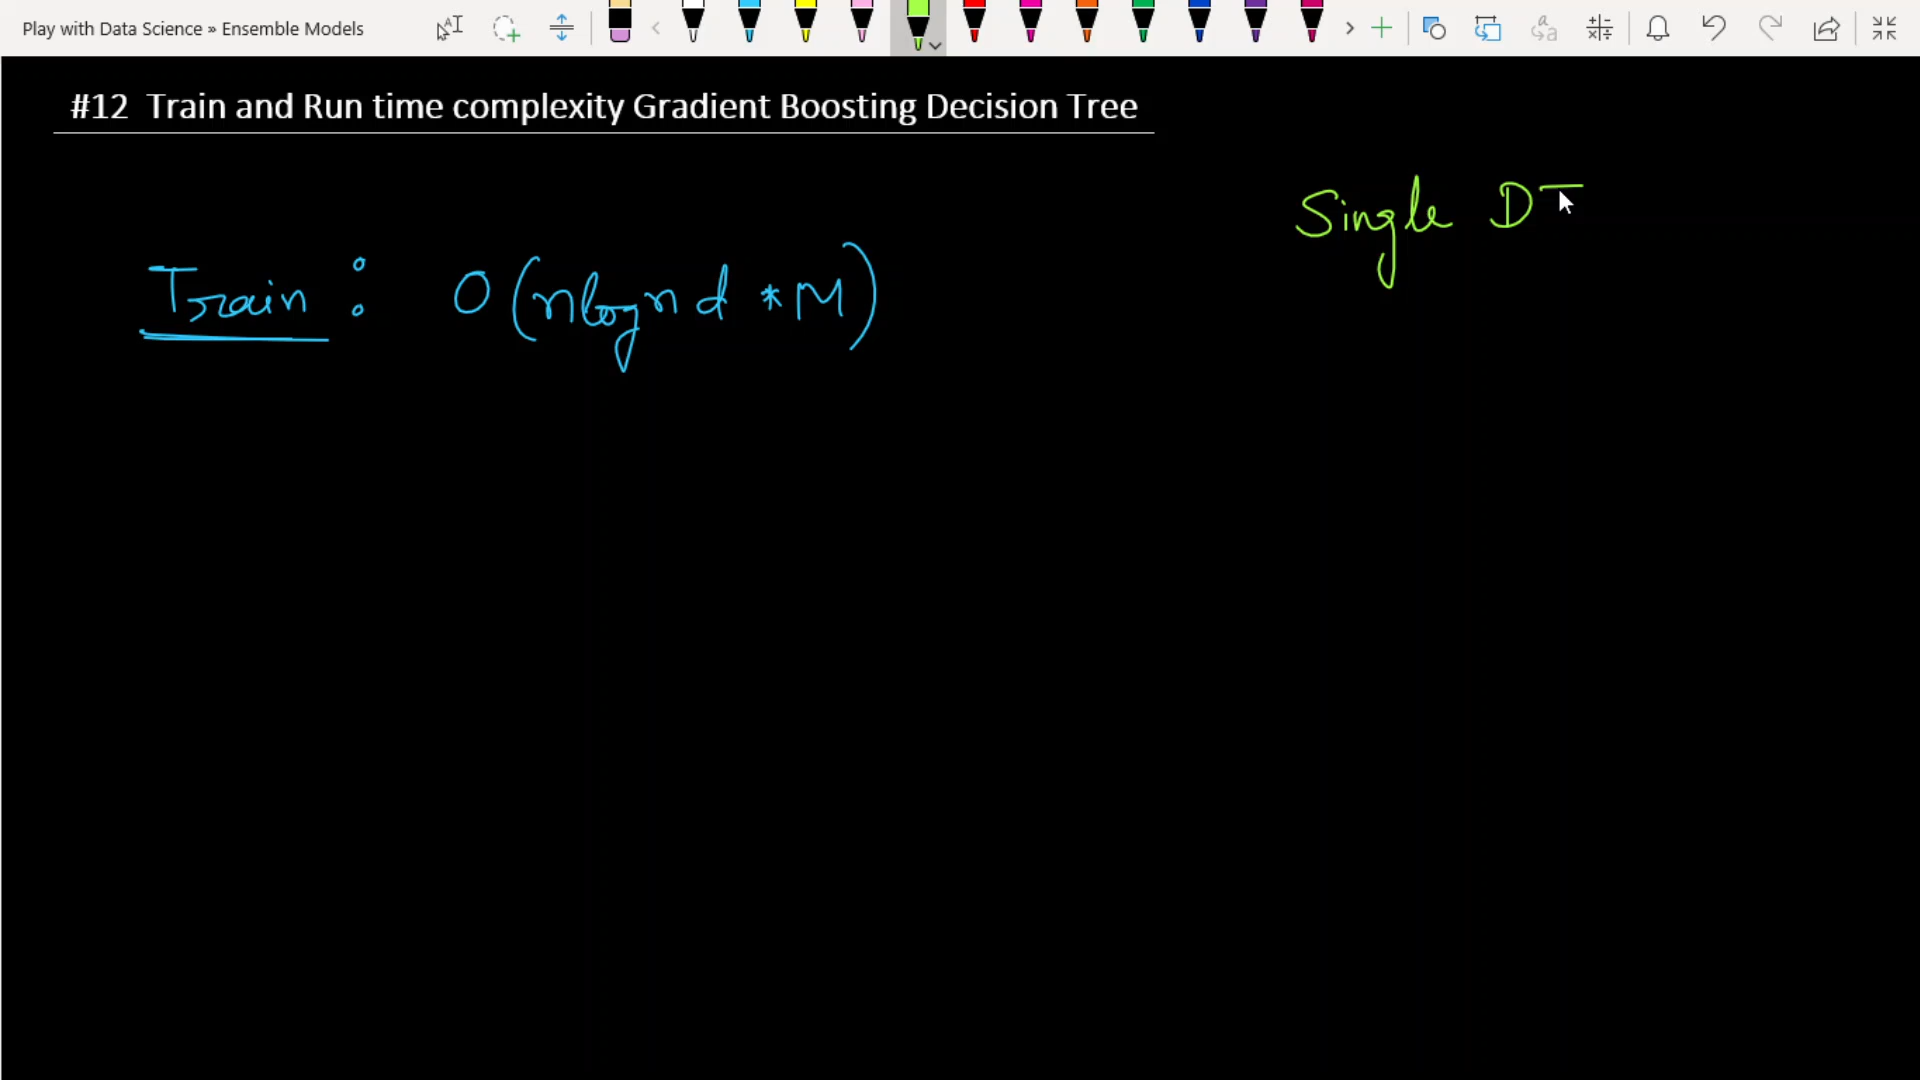 Play with Data Science » Ensemble Models
#12 Train and Run time complexity Gradient Boosting Decision Tree
Single DT
Train : O(nlogn d * M)